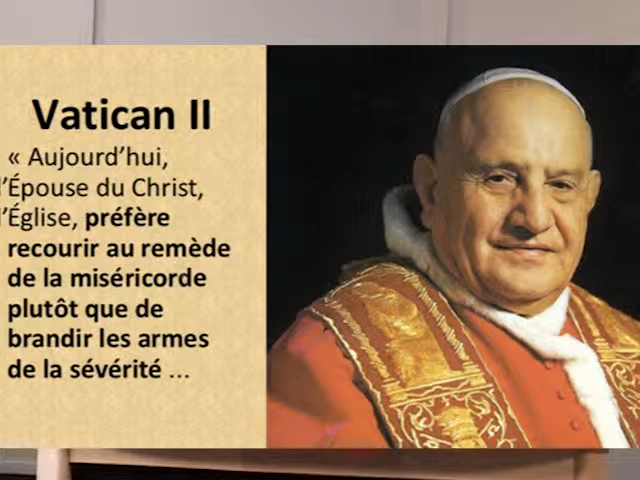 Vatican II
« Aujourd’hui,
l’Épouse du Christ,
l’Église, préfère
recourir au remède
de la miséricorde
plutôt que de
brandir les armes
de la sévérité ...